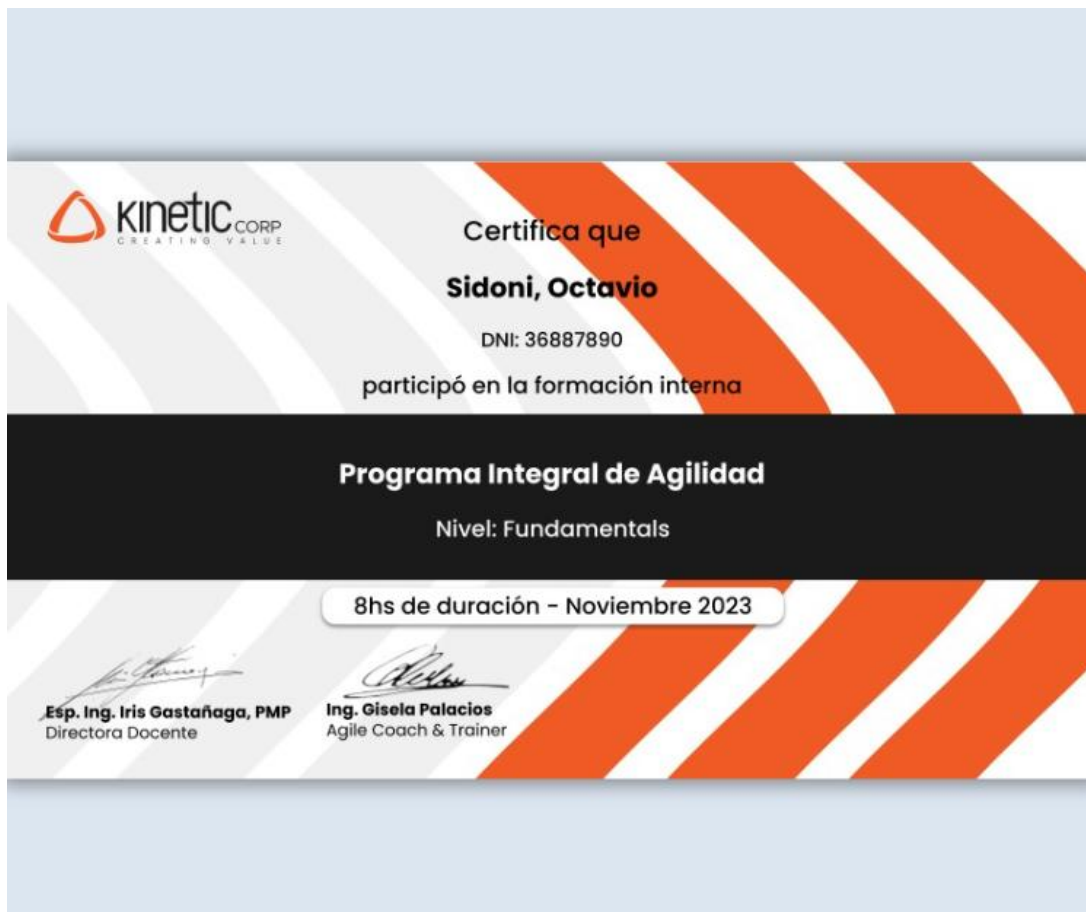 KINETIC CORP
CREATING VALUE
Certifica que
Sidoni, Octavio
DNI: 36887890
participó en la formación interna
Programa Integral de Agilidad
Nivel: Fundamentals
8hs de duración - Noviembre 2023
Esp. Ing. Iris Gastañaga, PMP
Directora Docente
Ing. Gisela Palacios
Agile Coach & Trainer